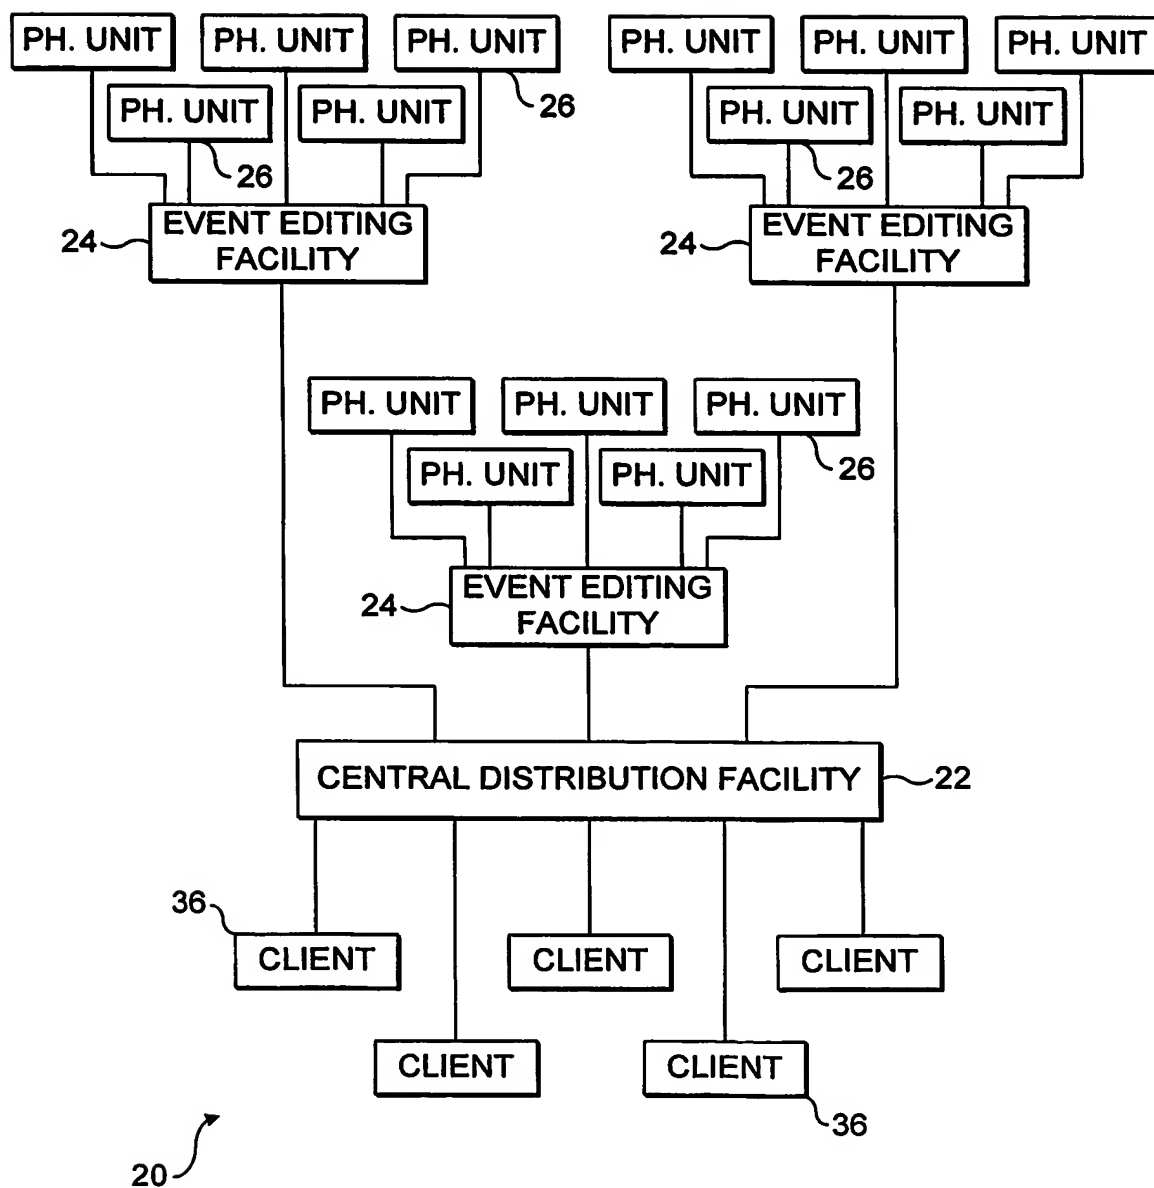 PH. UNIT
PH. UNIT
PH. UNIT
PH. UNIT
PH. UNIT
PH. UNIT
26
26
PH. UNIT
PH. UNIT
PH. UNIT
PH. UNIT
26
26
EVENT EDITING
FACILITY
24
EVENT EDITING
FACILITY
24
PH. UNIT
PH. UNIT
PH. UNIT
PH. UNIT
PH. UNIT
26
EVENT EDITING
FACILITY
24
CENTRAL DISTRIBUTION FACILITY
22
36
CLIENT
CLIENT
CLIENT
CLIENT
CLIENT
36
20